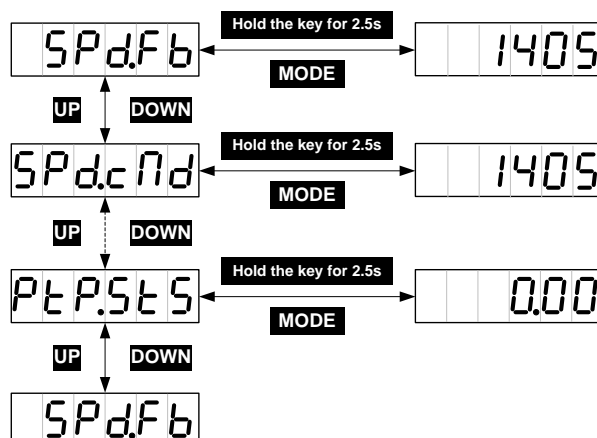 SPd.Fb Hold the key for 2.5s 1405
MODE
UP DOWN
SPd.cMd Hold the key for 2.5s 1405
MODE
UP DOWN
PtP.StS Hold the key for 2.5s 0.00
MODE
UP DOWN
SPd.Fb